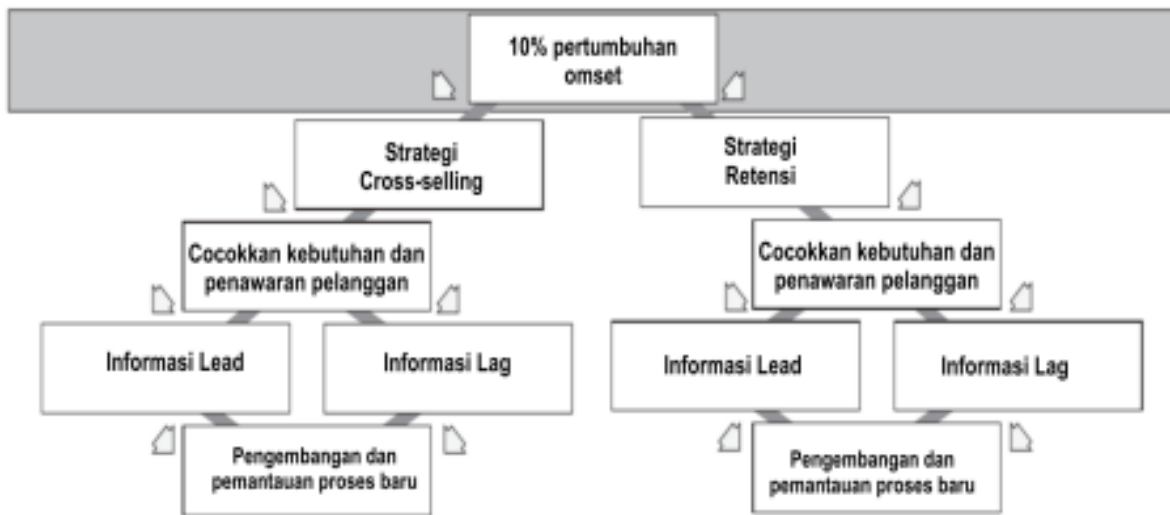 10% pertumbuhan
omset
Strategi
Cross-selling
Strategi
Retensi
Cocokkan kebutuhan dan
penawaran pelanggan
Cocokkan kebutuhan dan
penawaran pelanggan
Informasi Lead
Informasi Lag
Informasi Lead
Informasi Lag
Pengembangan dan
pemantauan proses baru
Pengembangan dan
pemantauan proses baru